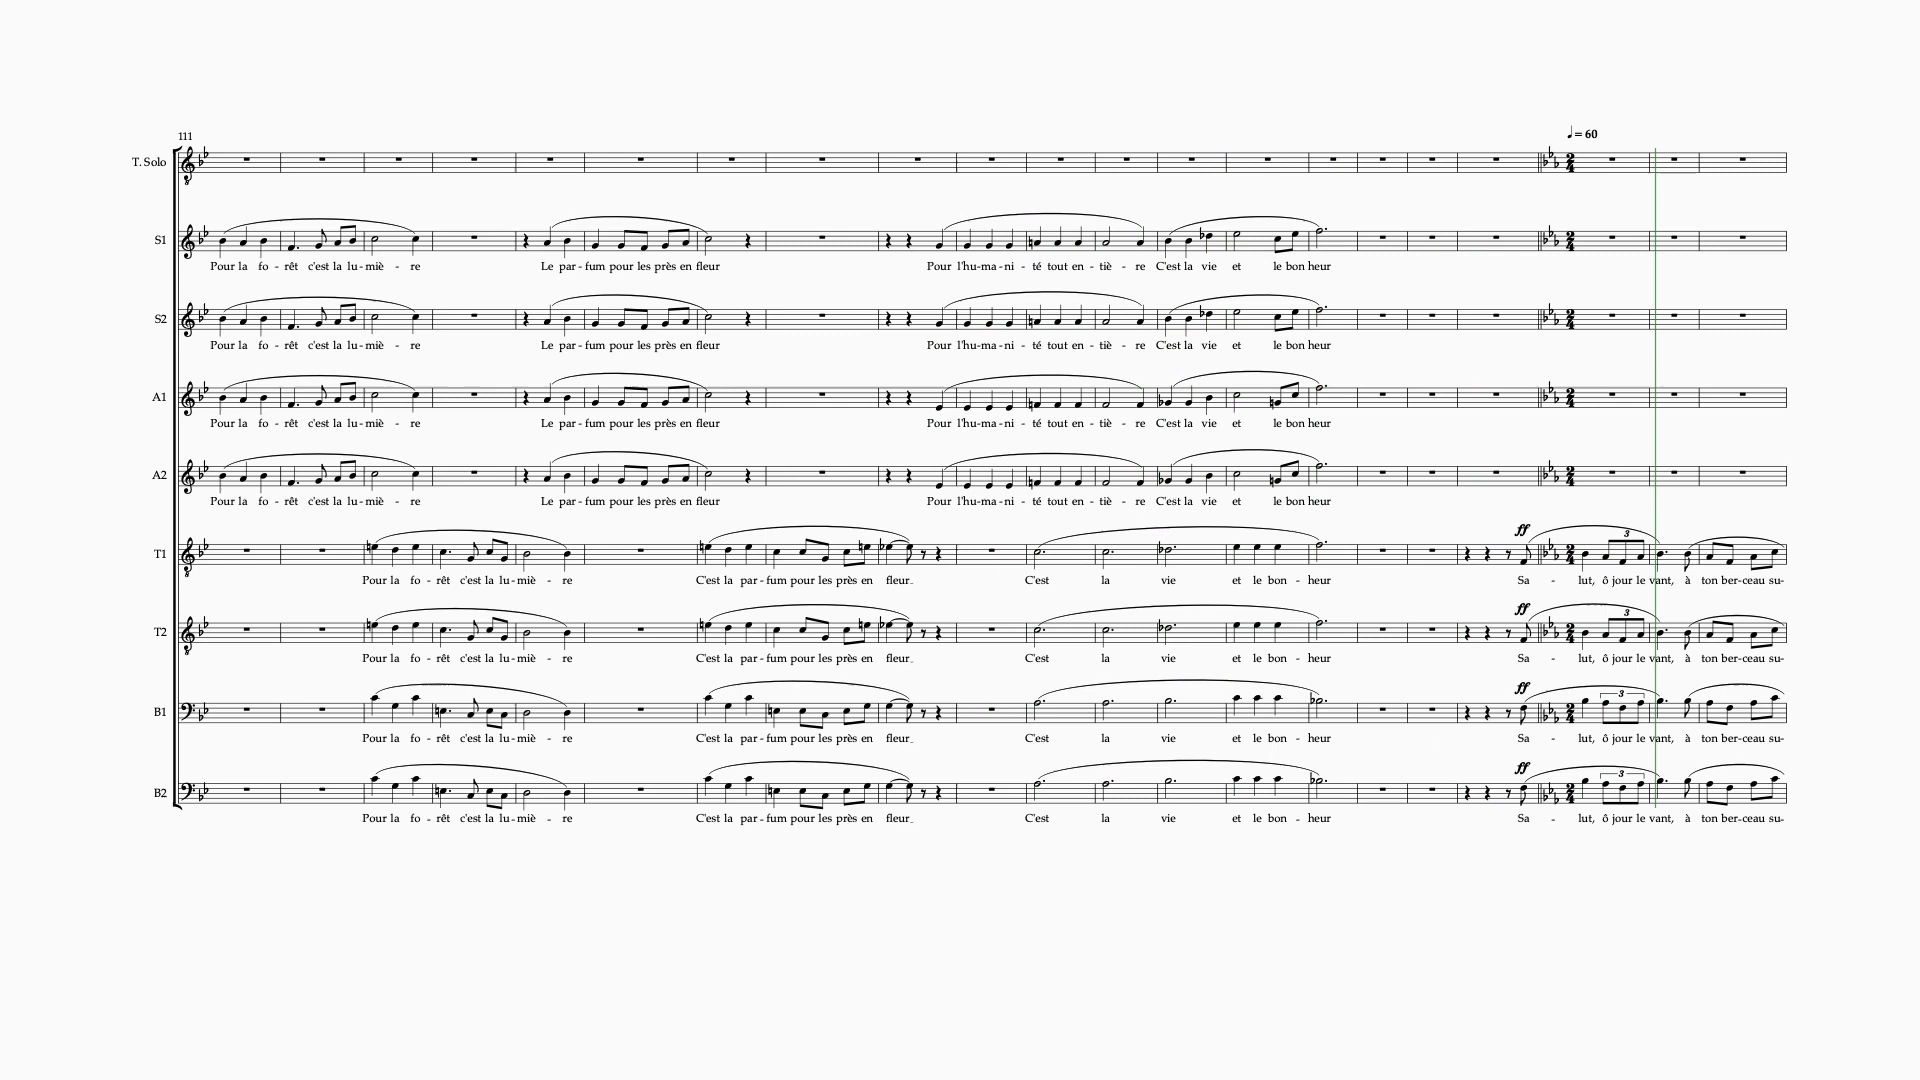 111
♩ = 60
T. Solo
S1
Pour la fo - rêt c'est la lu - miè - re Le par - fum pour les près en fleur Pour l'hu - ma - ni - té tout en - tiè - re C'est la vie et le bon heur
S2
Pour la fo - rêt c'est la lu - miè - re Le par - fum pour les près en fleur Pour l'hu - ma - ni - té tout en - tiè - re C'est la vie et le bon heur
A1
Pour la fo - rêt c'est la lu - miè - re Le par - fum pour les près en fleur Pour l'hu - ma - ni - té tout en - tiè - re C'est la vie et le bon heur
A2
Pour la fo - rêt c'est la lu - miè - re Le par - fum pour les près en fleur Pour l'hu - ma - ni - té tout en - tiè - re C'est la vie et le bon heur
ff
3
T1
Pour la fo - rêt c'est la lu - miè - re C'est la par - fum pour les près en fleur_ C'est la vie et le bon - heur Sa - lut, ô jour le vant, à ton ber - ceau su-
ff
3
T2
Pour la fo - rêt c'est la lu - miè - re C'est la par - fum pour les près en fleur_ C'est la vie et le bon - heur Sa - lut, ô jour le vant, à ton ber - ceau su-
ff
3
B1
Pour la fo - rêt c'est la lu - miè - re C'est la par - fum pour les près en fleur_ C'est la vie et le bon - heur Sa - lut, ô jour le vant, à ton ber - ceau su-
ff
3
B2
Pour la fo - rêt c'est la lu - miè - re C'est la par - fum pour les près en fleur_ C'est la vie et le bon - heur Sa - lut, ô jour le vant, à ton ber - ceau su-